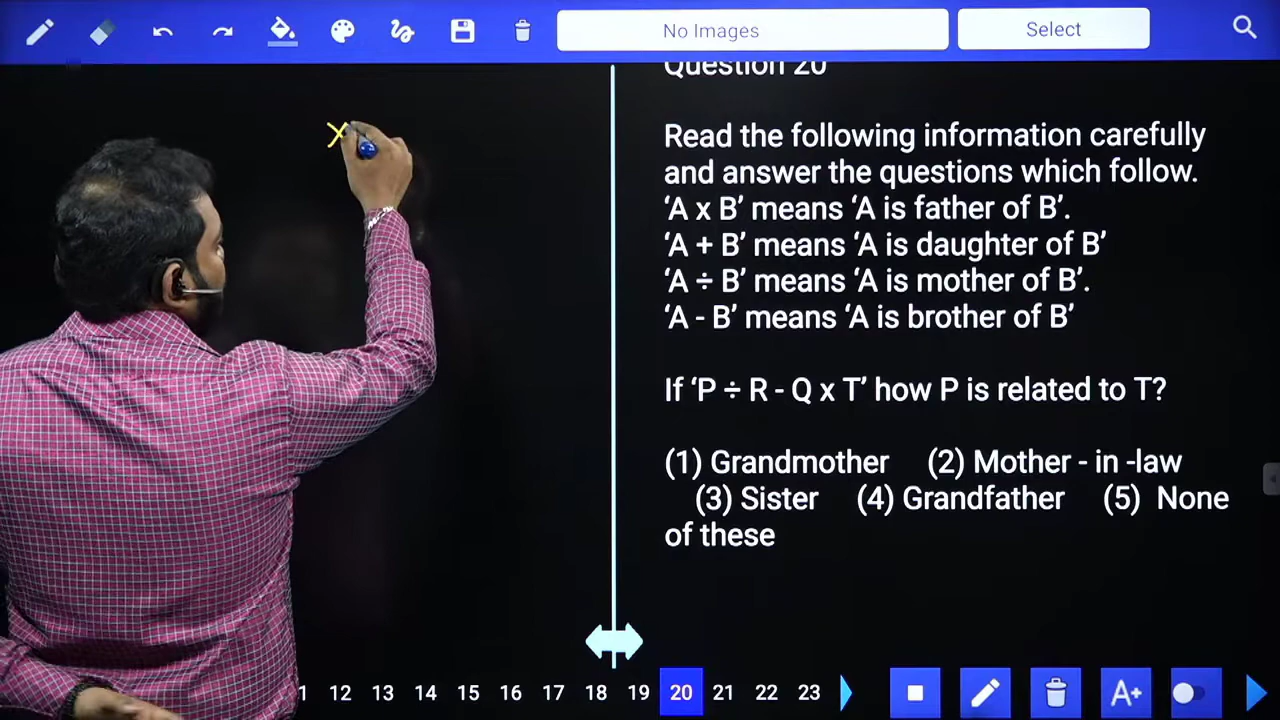 No Images
Select
Question 20
Read the following information carefully
and answer the questions which follow.
‘A x B’ means ‘A is father of B’.
‘A + B’ means ‘A is daughter of B’
‘A ÷ B’ means ‘A is mother of B’.
‘A - B’ means ‘A is brother of B’
If ‘P ÷ R - Q x T’ how P is related to T?
(1) Grandmother (2) Mother - in -law
(3) Sister (4) Grandfather (5) None
of these
x
1 12 13 14 15 16 17 18 19 20 21 22 23
A+